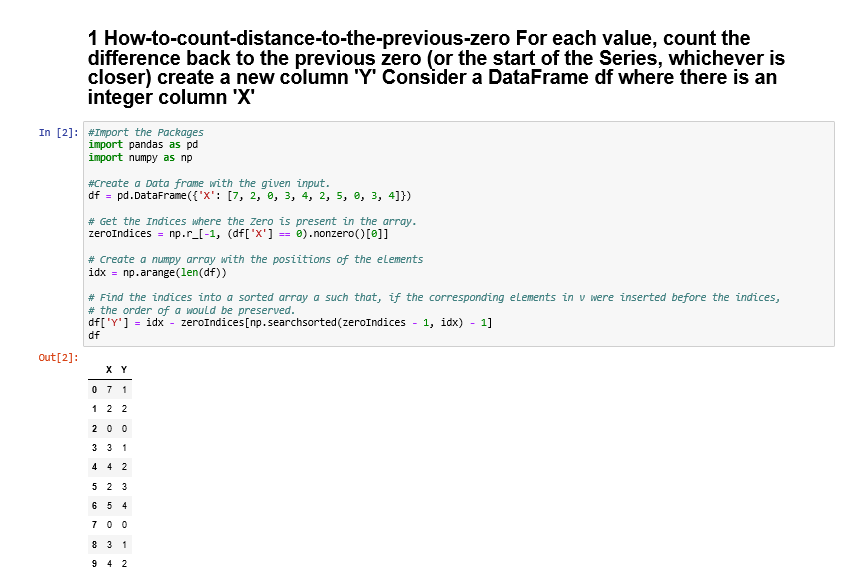 1 How-to-count-distance-to-the-previous-zero For each value, count the
difference back to the previous zero (or the start of the Series, whichever is
closer) create a new column 'Y' Consider a DataFrame df where there is an
integer column 'X'
In [2]: #Import the Packages
import pandas as pd
import numpy as np
#Create a Data frame with the given input.
df = pd.DataFrame({'X': [7, 2, 0, 3, 4, 2, 5, 0, 3, 4]})
# Get the Indices where the Zero is present in the array.
zeroIndices = np.r_[-1, (df['X'] == 0).nonzero()[0]]
# Create a numpy array with the posiitions of the elements
idx = np.arange(len(df))
# Find the indices into a sorted array a such that, if the corresponding elements in v were inserted before the indices,
# the order of a would be preserved.
df['Y'] = idx - zeroIndices[np.searchsorted(zeroIndices - 1, idx) - 1]
df
Out[2]:
X Y
0 7 1
1 2 2
2 0 0
3 3 1
4 4 2
5 2 3
6 5 4
7 0 0
8 3 1
9 4 2